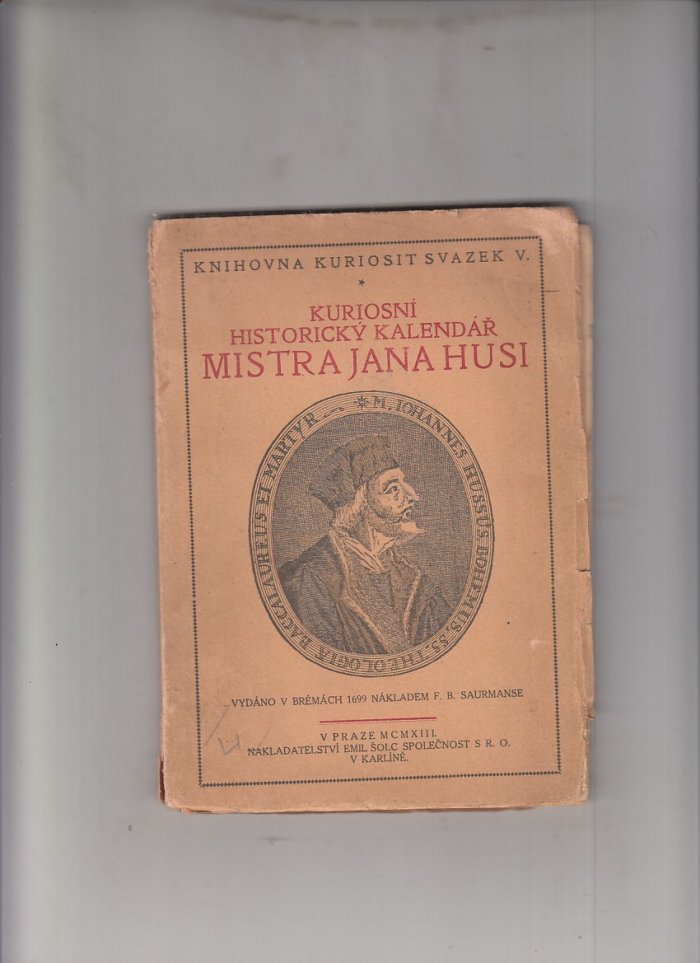 KNIHOVNA KURIOSIT SVAZEK V.
KURIOSNÍ
HISTORICKÝ KALENDÁŘ
MISTRA JANA HUSI
M. IOHANNES HUSSUS BOHEMUS, SS. THEOLOGIÆ BACCALAUREUS ET MARTYR
VYDÁNO V BRÉMÁCH 1699 NÁKLADEM F. B. SAURMANSE
V PRAZE MCMXIII.
NAKLADATELSTVÍ EMIL ŠOLC SPOLEČNOST S R. O.
V KARLÍNĚ.